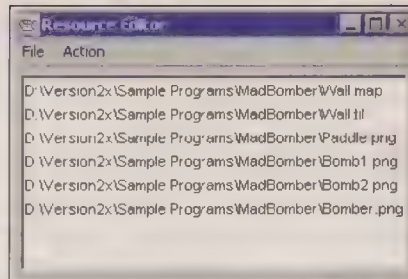 Resource Editor
File Action
D:\Version2x\Sample Programs\MadBomber\Wall map
D:\Version2x\Sample Programs\MadBomber\Wall til
D \Version2x\Sample Programs\MadBomber\Paddle png
D \Version2x\Sample Programs\MadBomber\Bomb1 png
D \Version2x\Sample Programs\MadBomber\Bomb2 png
D \Version2x\Sample Programs\MadBomber\Bomber.png